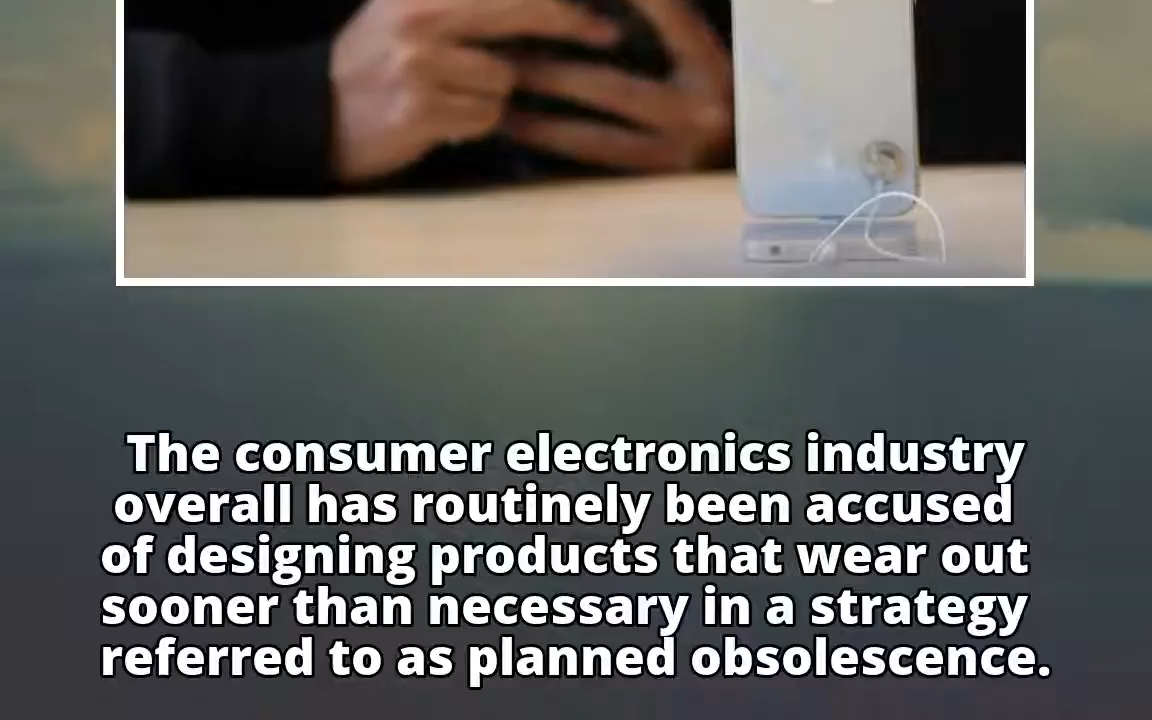 The consumer electronics industry
overall has routinely been accused
of designing products that wear out
sooner than necessary in a strategy
referred to as planned obsolescence.